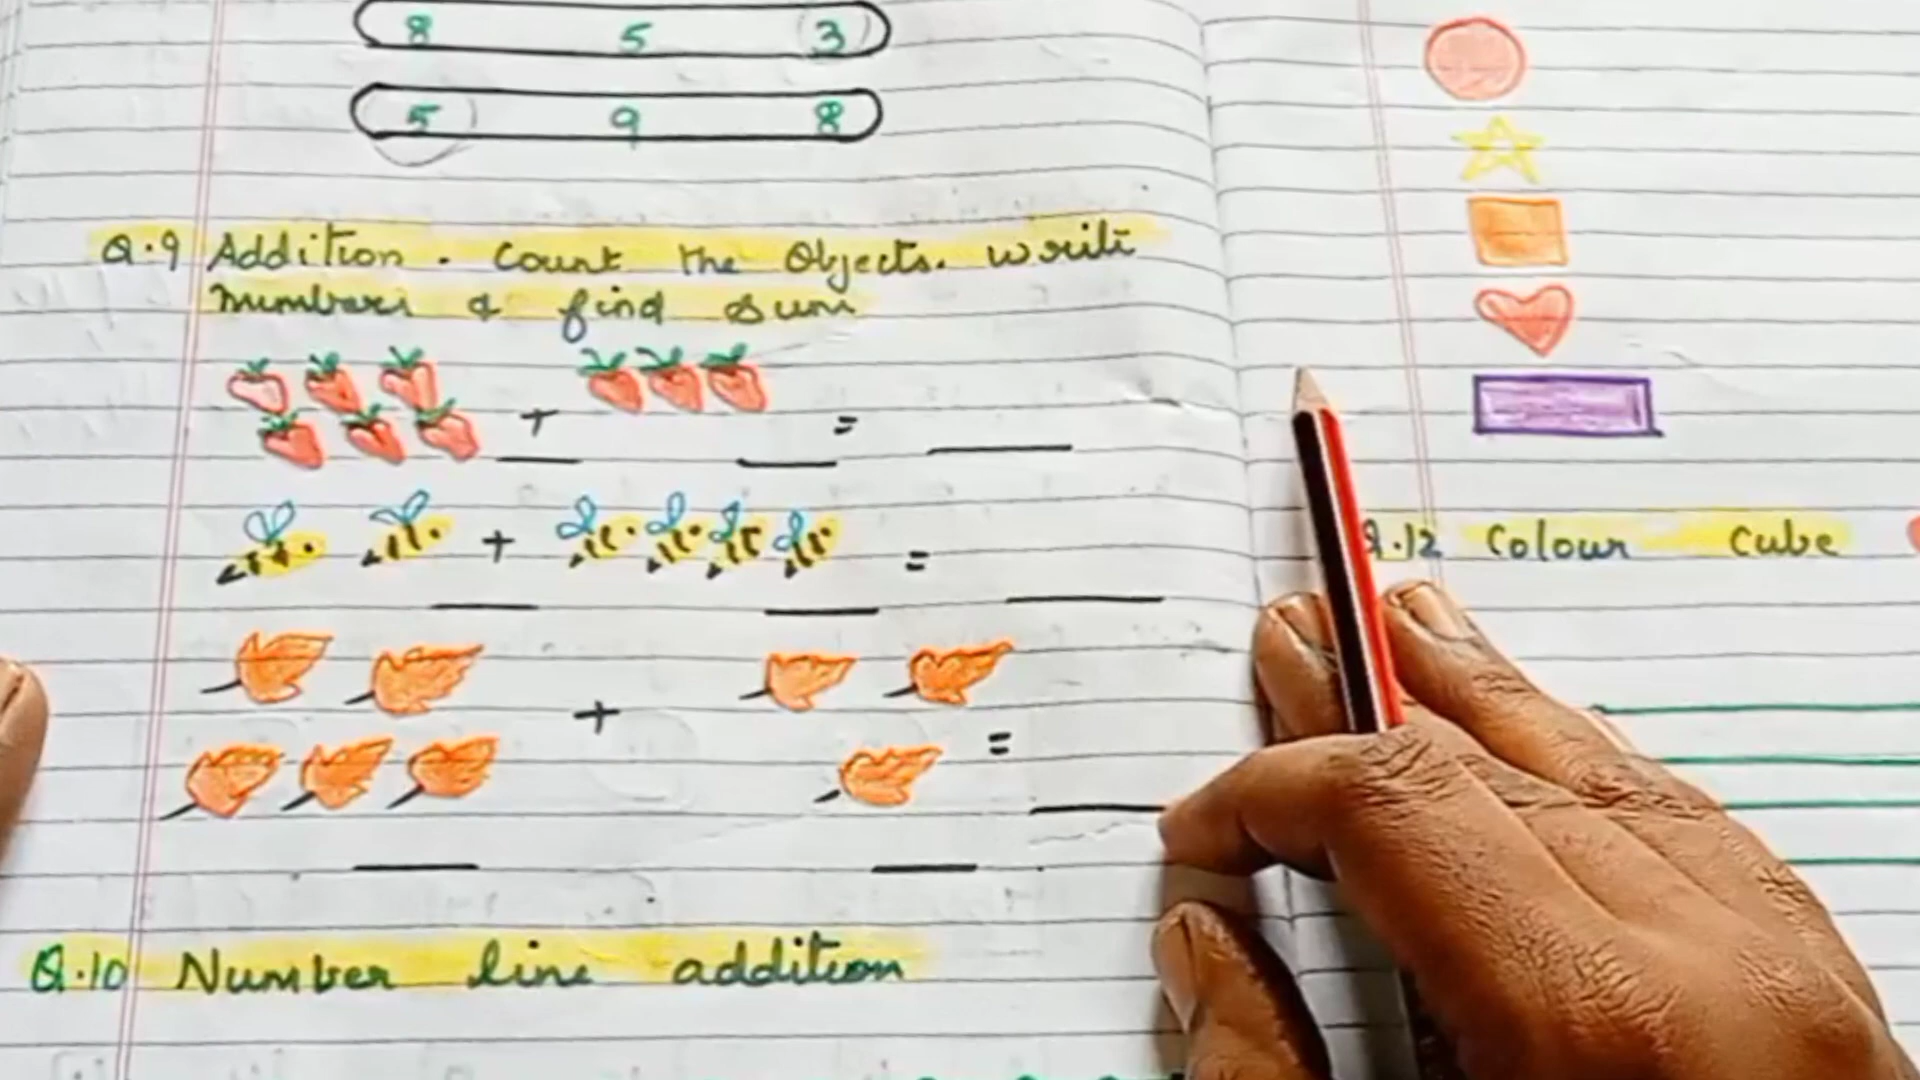 8 5 3
5 9 8
Q.9 Addition. Count the Objects. write
numbers & find sum
+ =
+ =
+ =
Q.10 Number line addition
Q.12 Colour Cube